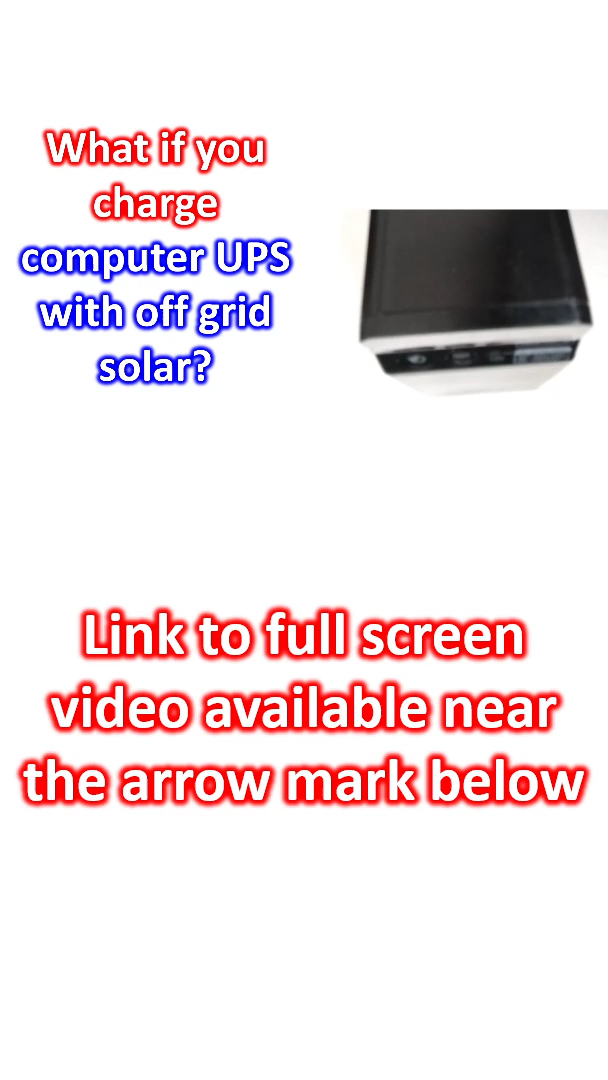 What if you
charge
computer UPS
with off grid
solar?
Link to full screen
video available near
the arrow mark below